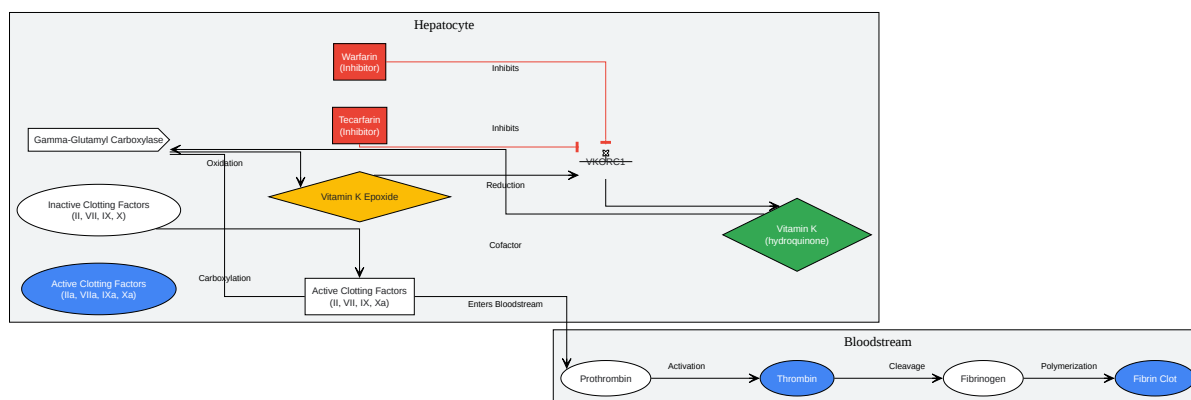 Hepatocyte
Warfarin
(Inhibitor)
Inhibits
Tecarfarin
(Inhibitor)
Inhibits
Gamma-Glutamyl Carboxylase
VKORC1
Oxidation
Reduction
Vitamin K Epoxide
Inactive Clotting Factors
(II, VII, IX, X)
Vitamin K
(hydroquinone)
Cofactor
Carboxylation
Active Clotting Factors
(IIa, VIIa, IXa, Xa)
Active Clotting Factors
(II, VII, IX, Xa)
Enters Bloodstream
Bloodstream
Prothrombin
Activation
Thrombin
Cleavage
Fibrinogen
Polymerization
Fibrin Clot